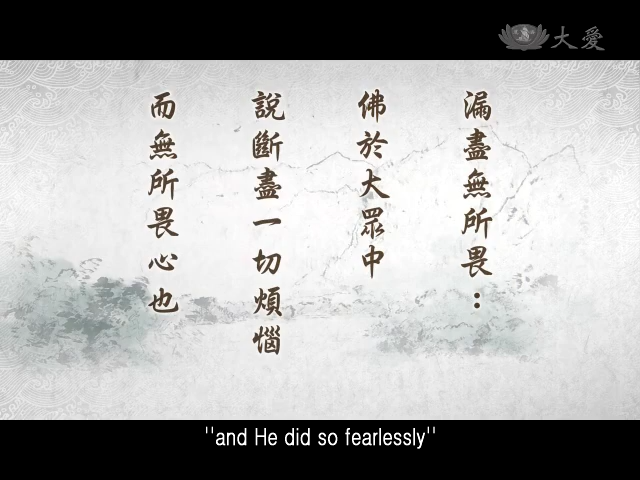 大愛
漏盡無所畏：
佛於大眾中
說斷盡一切煩惱
而無所畏心也
"and He did so fearlessly"